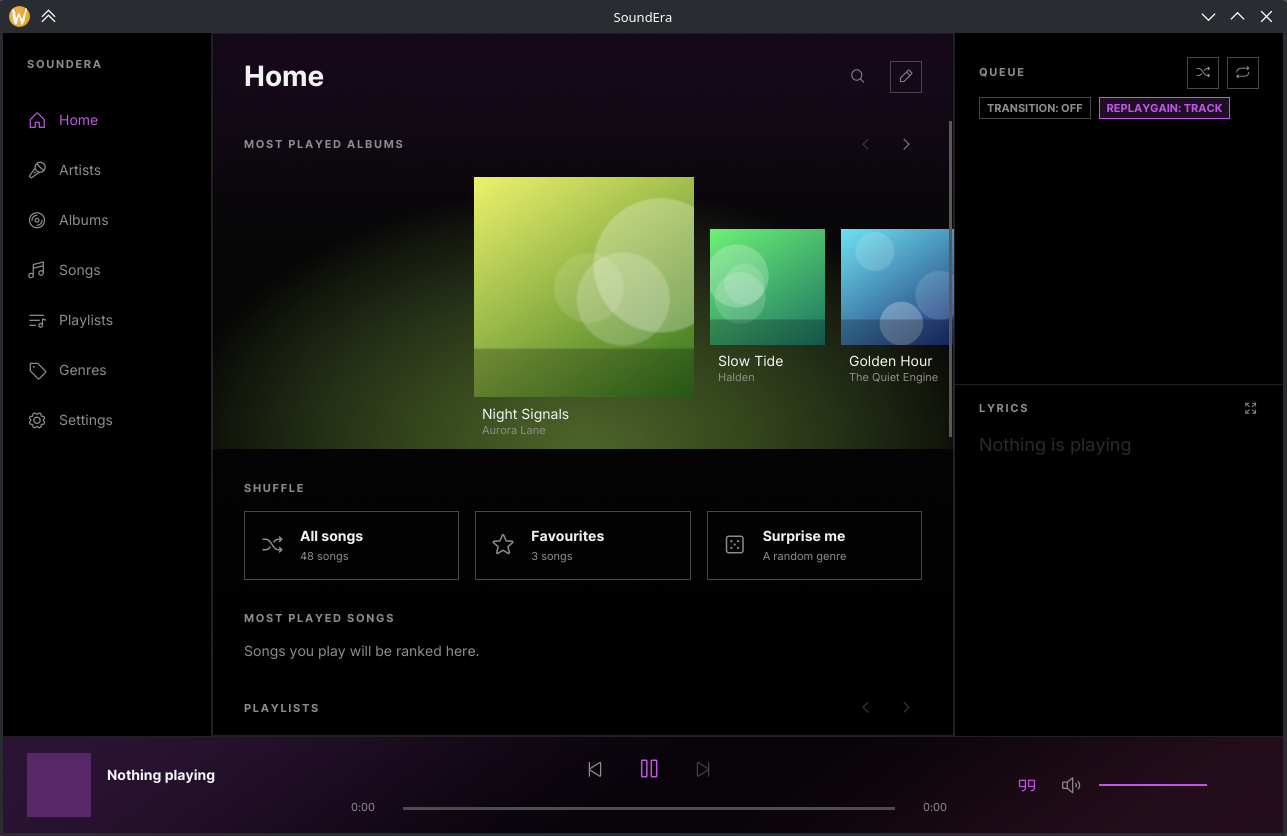 SoundEra
SOUNDERA
Home
Artists
Albums
Songs
Playlists
Genres
Settings
Home
MOST PLAYED ALBUMS
Night Signals
Aurora Lane
Slow Tide
Halden
Golden Hour
The Quiet Engine
SHUFFLE
All songs
48 songs
Favourites
3 songs
Surprise me
A random genre
MOST PLAYED SONGS
Songs you play will be ranked here.
PLAYLISTS
QUEUE
TRANSITION: OFF
REPLAYGAIN: TRACK
LYRICS
Nothing is playing
Nothing playing
0:00
0:00